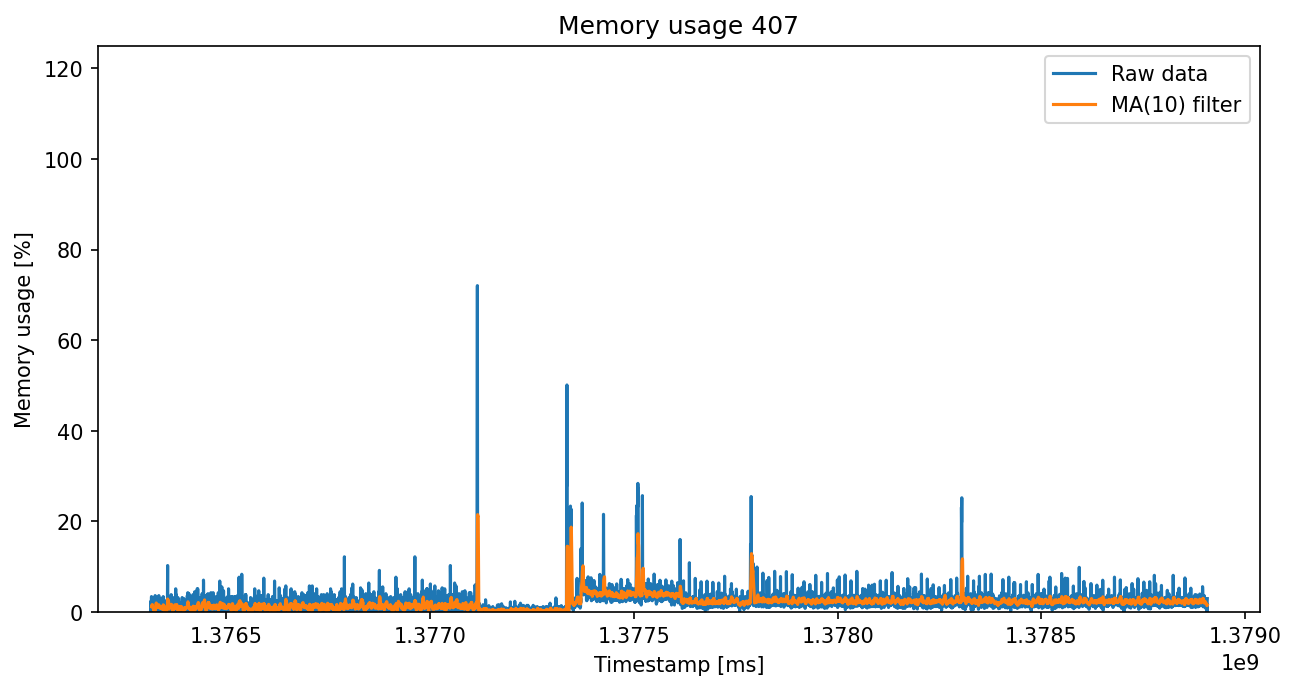 Memory usage 407
Raw data
MA(10) filter
Memory usage [%]
120
100
80
60
40
20
0
1.3765 1.3770 1.3775 1.3780 1.3785 1.3790
1e9
Timestamp [ms]